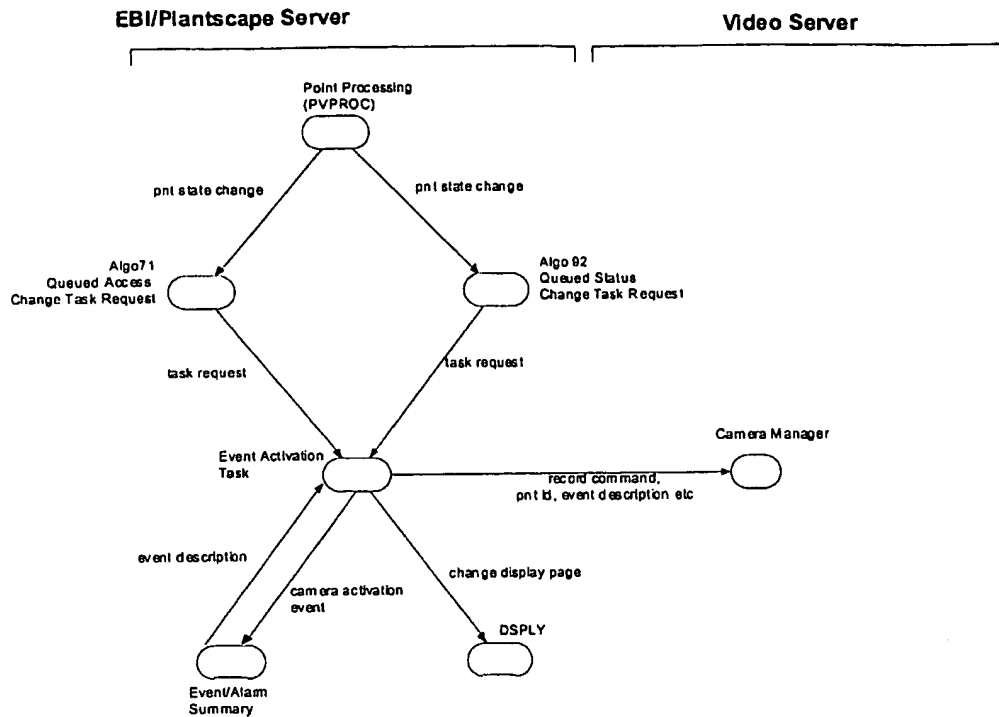 EBI/Plantscape Server
Video Server
Point Processing
(PVPROC)
pnt state change
pnt state change
Algo71
Queued Access
Change Task Request
Algo 92
Queued Status
Change Task Request
task request
task request
Event Activation
Task
Camera Manager
record command,
pnt id, event description etc
event description
camera activation
event
change display page
DSPLY
Event/Alarm
Summary